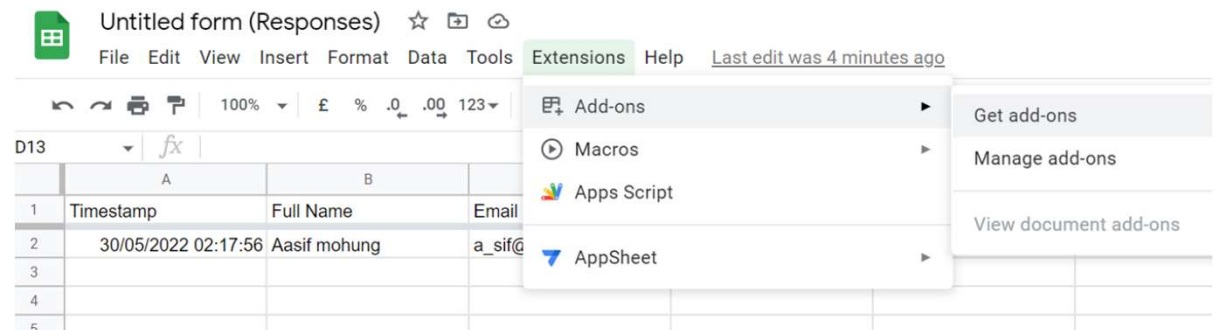 Untitled form (Responses)
File Edit View Insert Format Data Tools Extensions Help Last edit was 4 minutes ago
100% £ % .0 .00 123
Add-ons
Get add-ons
D13 fx
Macros
Manage add-ons
A B
Apps Script
1 Timestamp Full Name Email
View document add-ons
2 30/05/2022 02:17:56 Aasif mohung a_sif@
AppSheet
3
4
5